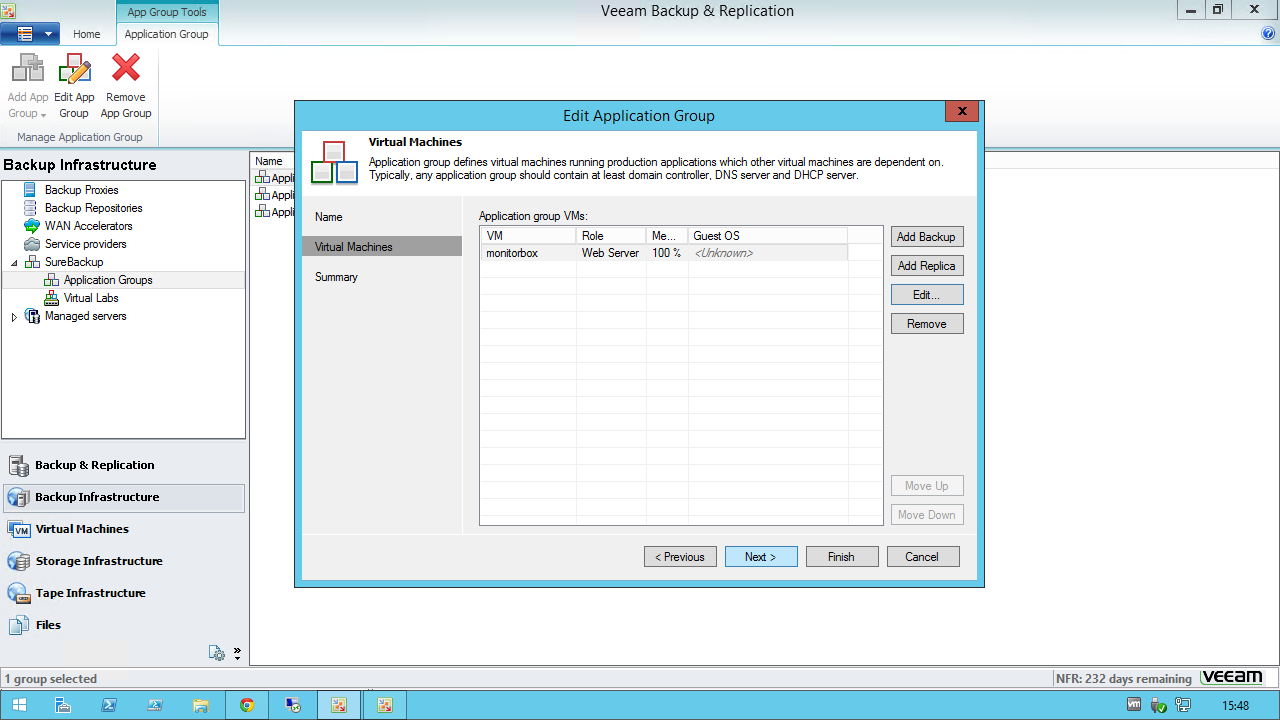 App Group Tools
Veeam Backup & Replication
Home
Application Group
Add App Group
Edit App Group
Remove App Group
Manage Application Group
Backup Infrastructure
Backup Proxies
Backup Repositories
WAN Accelerators
Service providers
SureBackup
Application Groups
Virtual Labs
Managed servers
Backup & Replication
Backup Infrastructure
VM
Virtual Machines
Storage Infrastructure
Tape Infrastructure
Files
Name
Appli
Appli
Appli
Edit Application Group
x
Virtual Machines
Application group defines virtual machines running production applications which other virtual machines are dependent on.
Typically, any application group should contain at least domain controller, DNS server and DHCP server.
Name
Virtual Machines
Summary
Application group VMs:
VM Role Me... Guest OS
monitorbox Web Server 100 % <Unknown>
Add Backup
Add Replica
Edit...
Remove
Move Up
Move Down
< Previous Next > Finish Cancel
1 group selected
NFR: 232 days remaining
veeam
vm
15:48